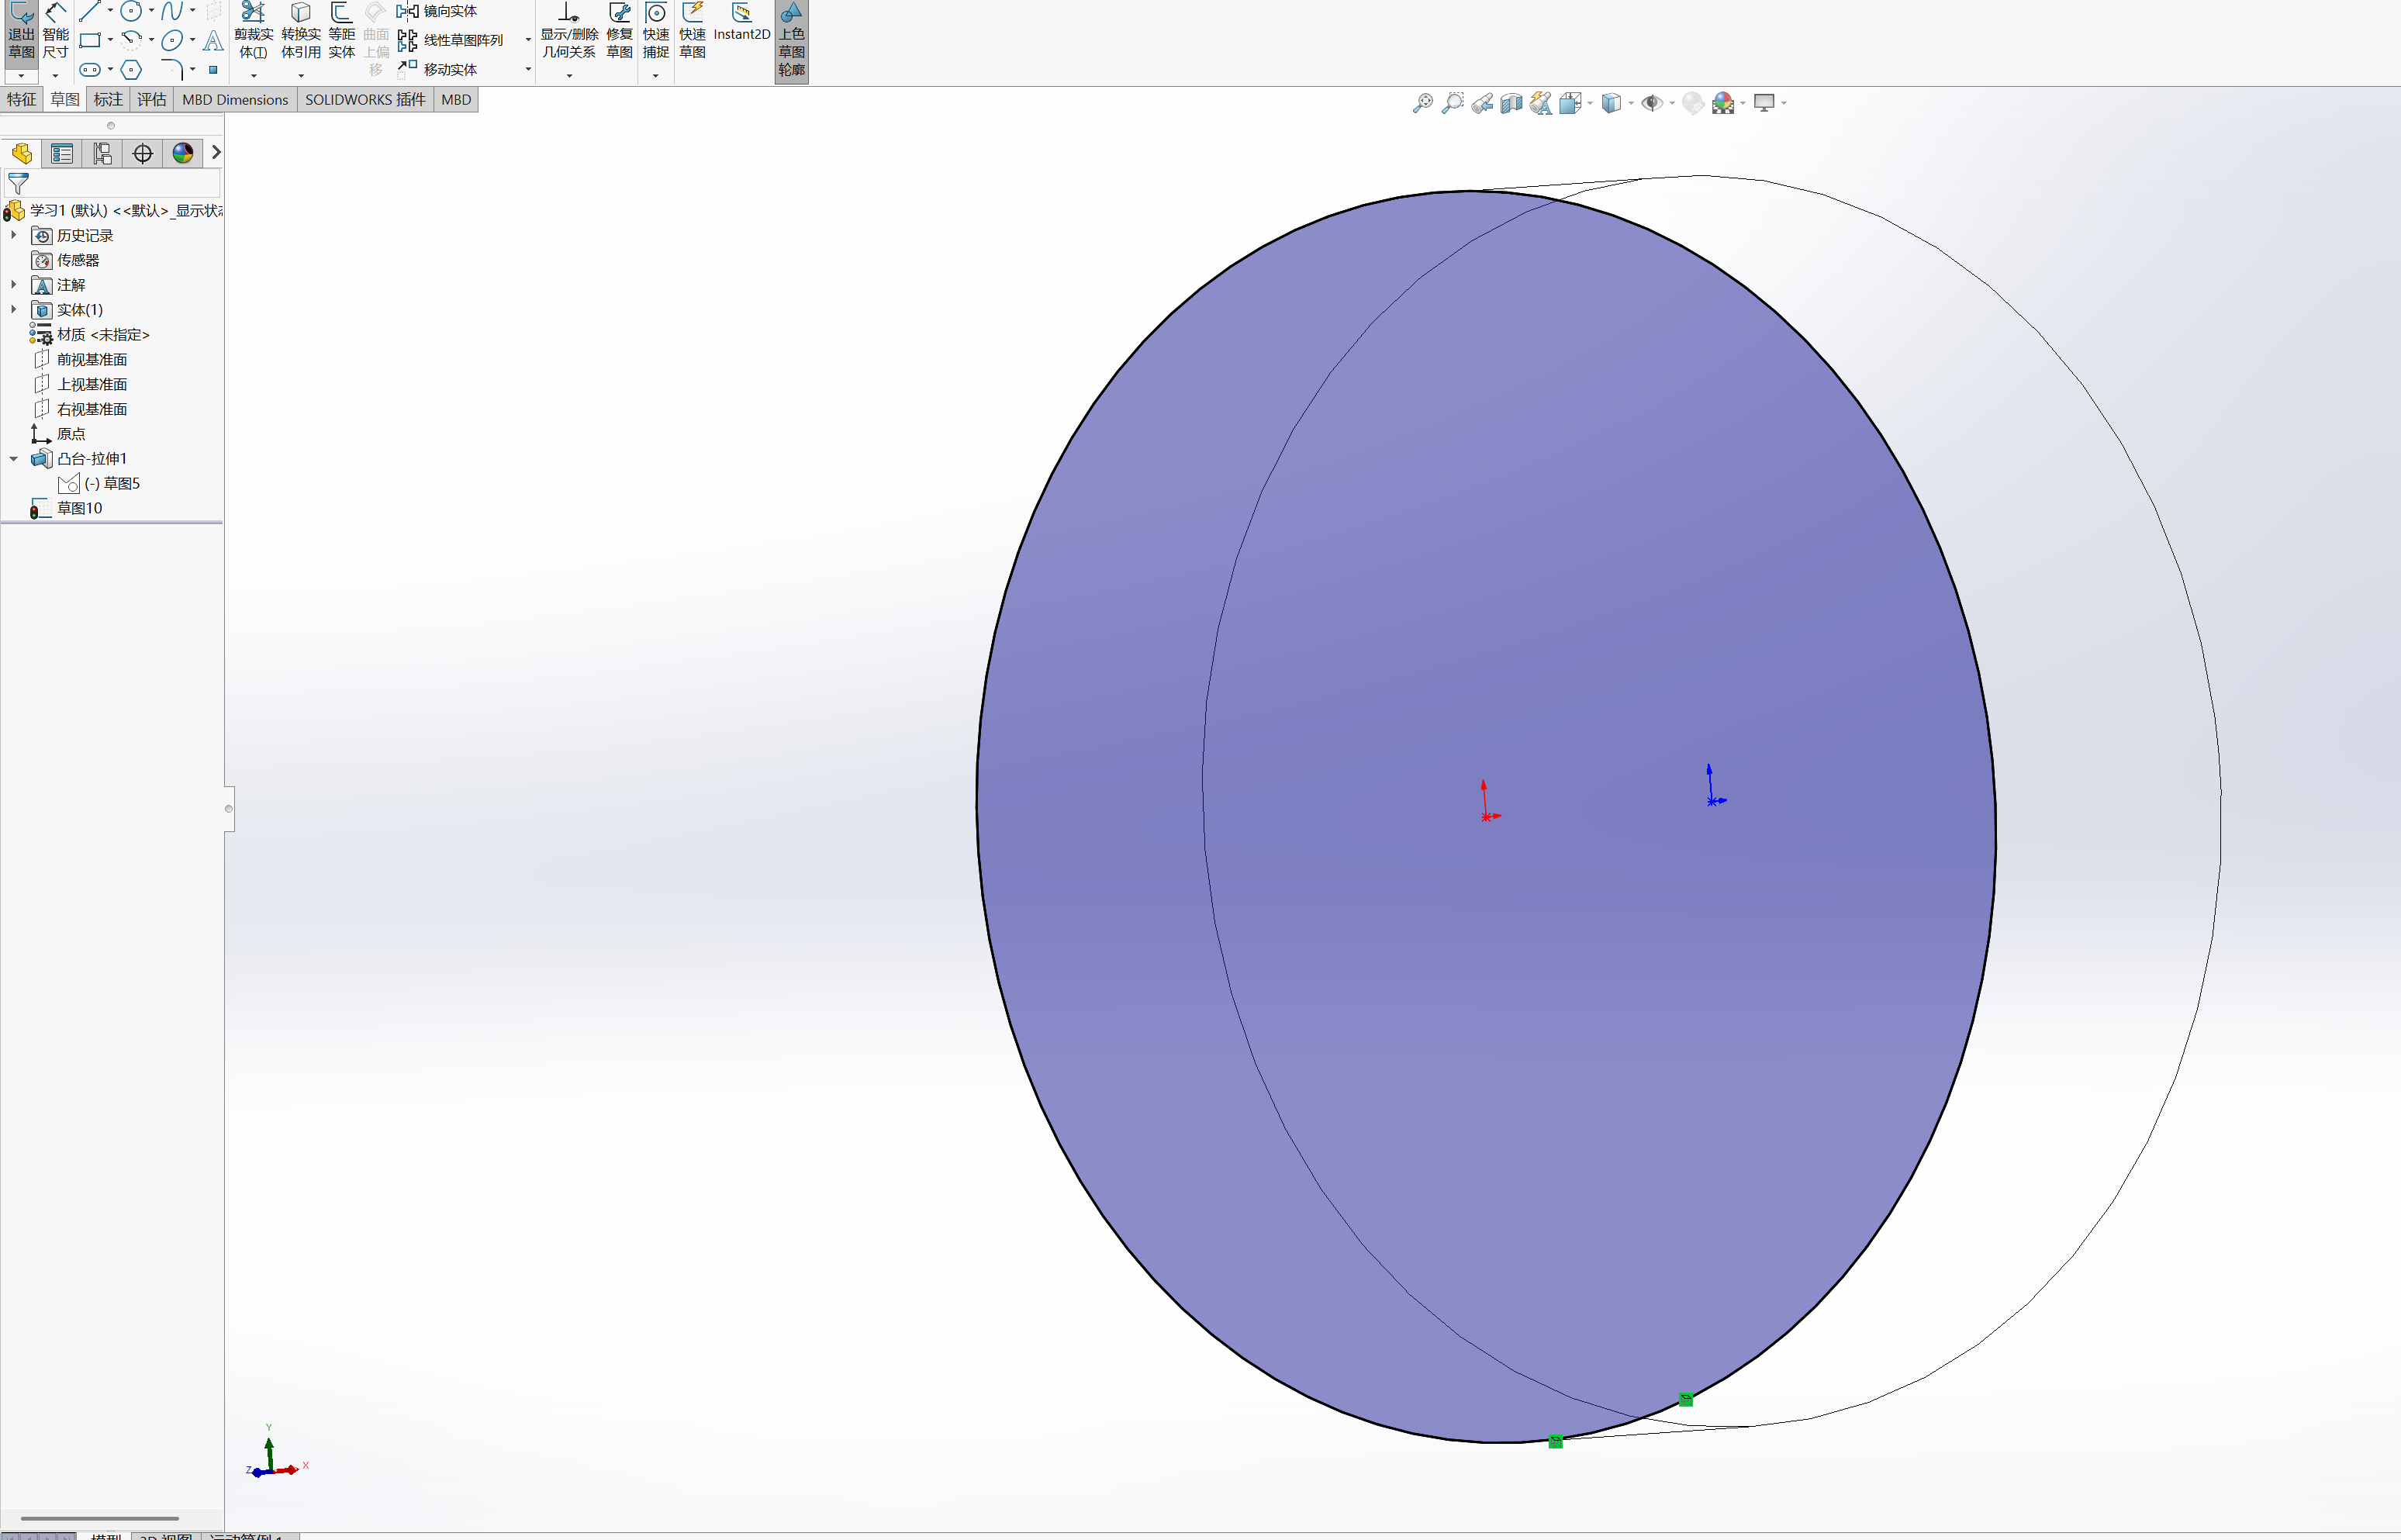 退出草图
智能尺寸
剪裁实体(T)
转换实体引用
等距实体
曲面上偏移
镜向实体
线性草图阵列
移动实体
显示/删除几何关系
修复草图
快速捕捉
快速草图
Instant2D
上色草图轮廓
特征 草图 标注 评估 MBD Dimensions SOLIDWORKS 插件 MBD
学习1 (默认) <<默认>_显示状态
历史记录
传感器
注解
实体(1)
材质 <未指定>
前视基准面
上视基准面
右视基准面
原点
凸台-拉伸1
(-) 草图5
草图10
Y
Z
X
模型 3D 视图 运动算例 1